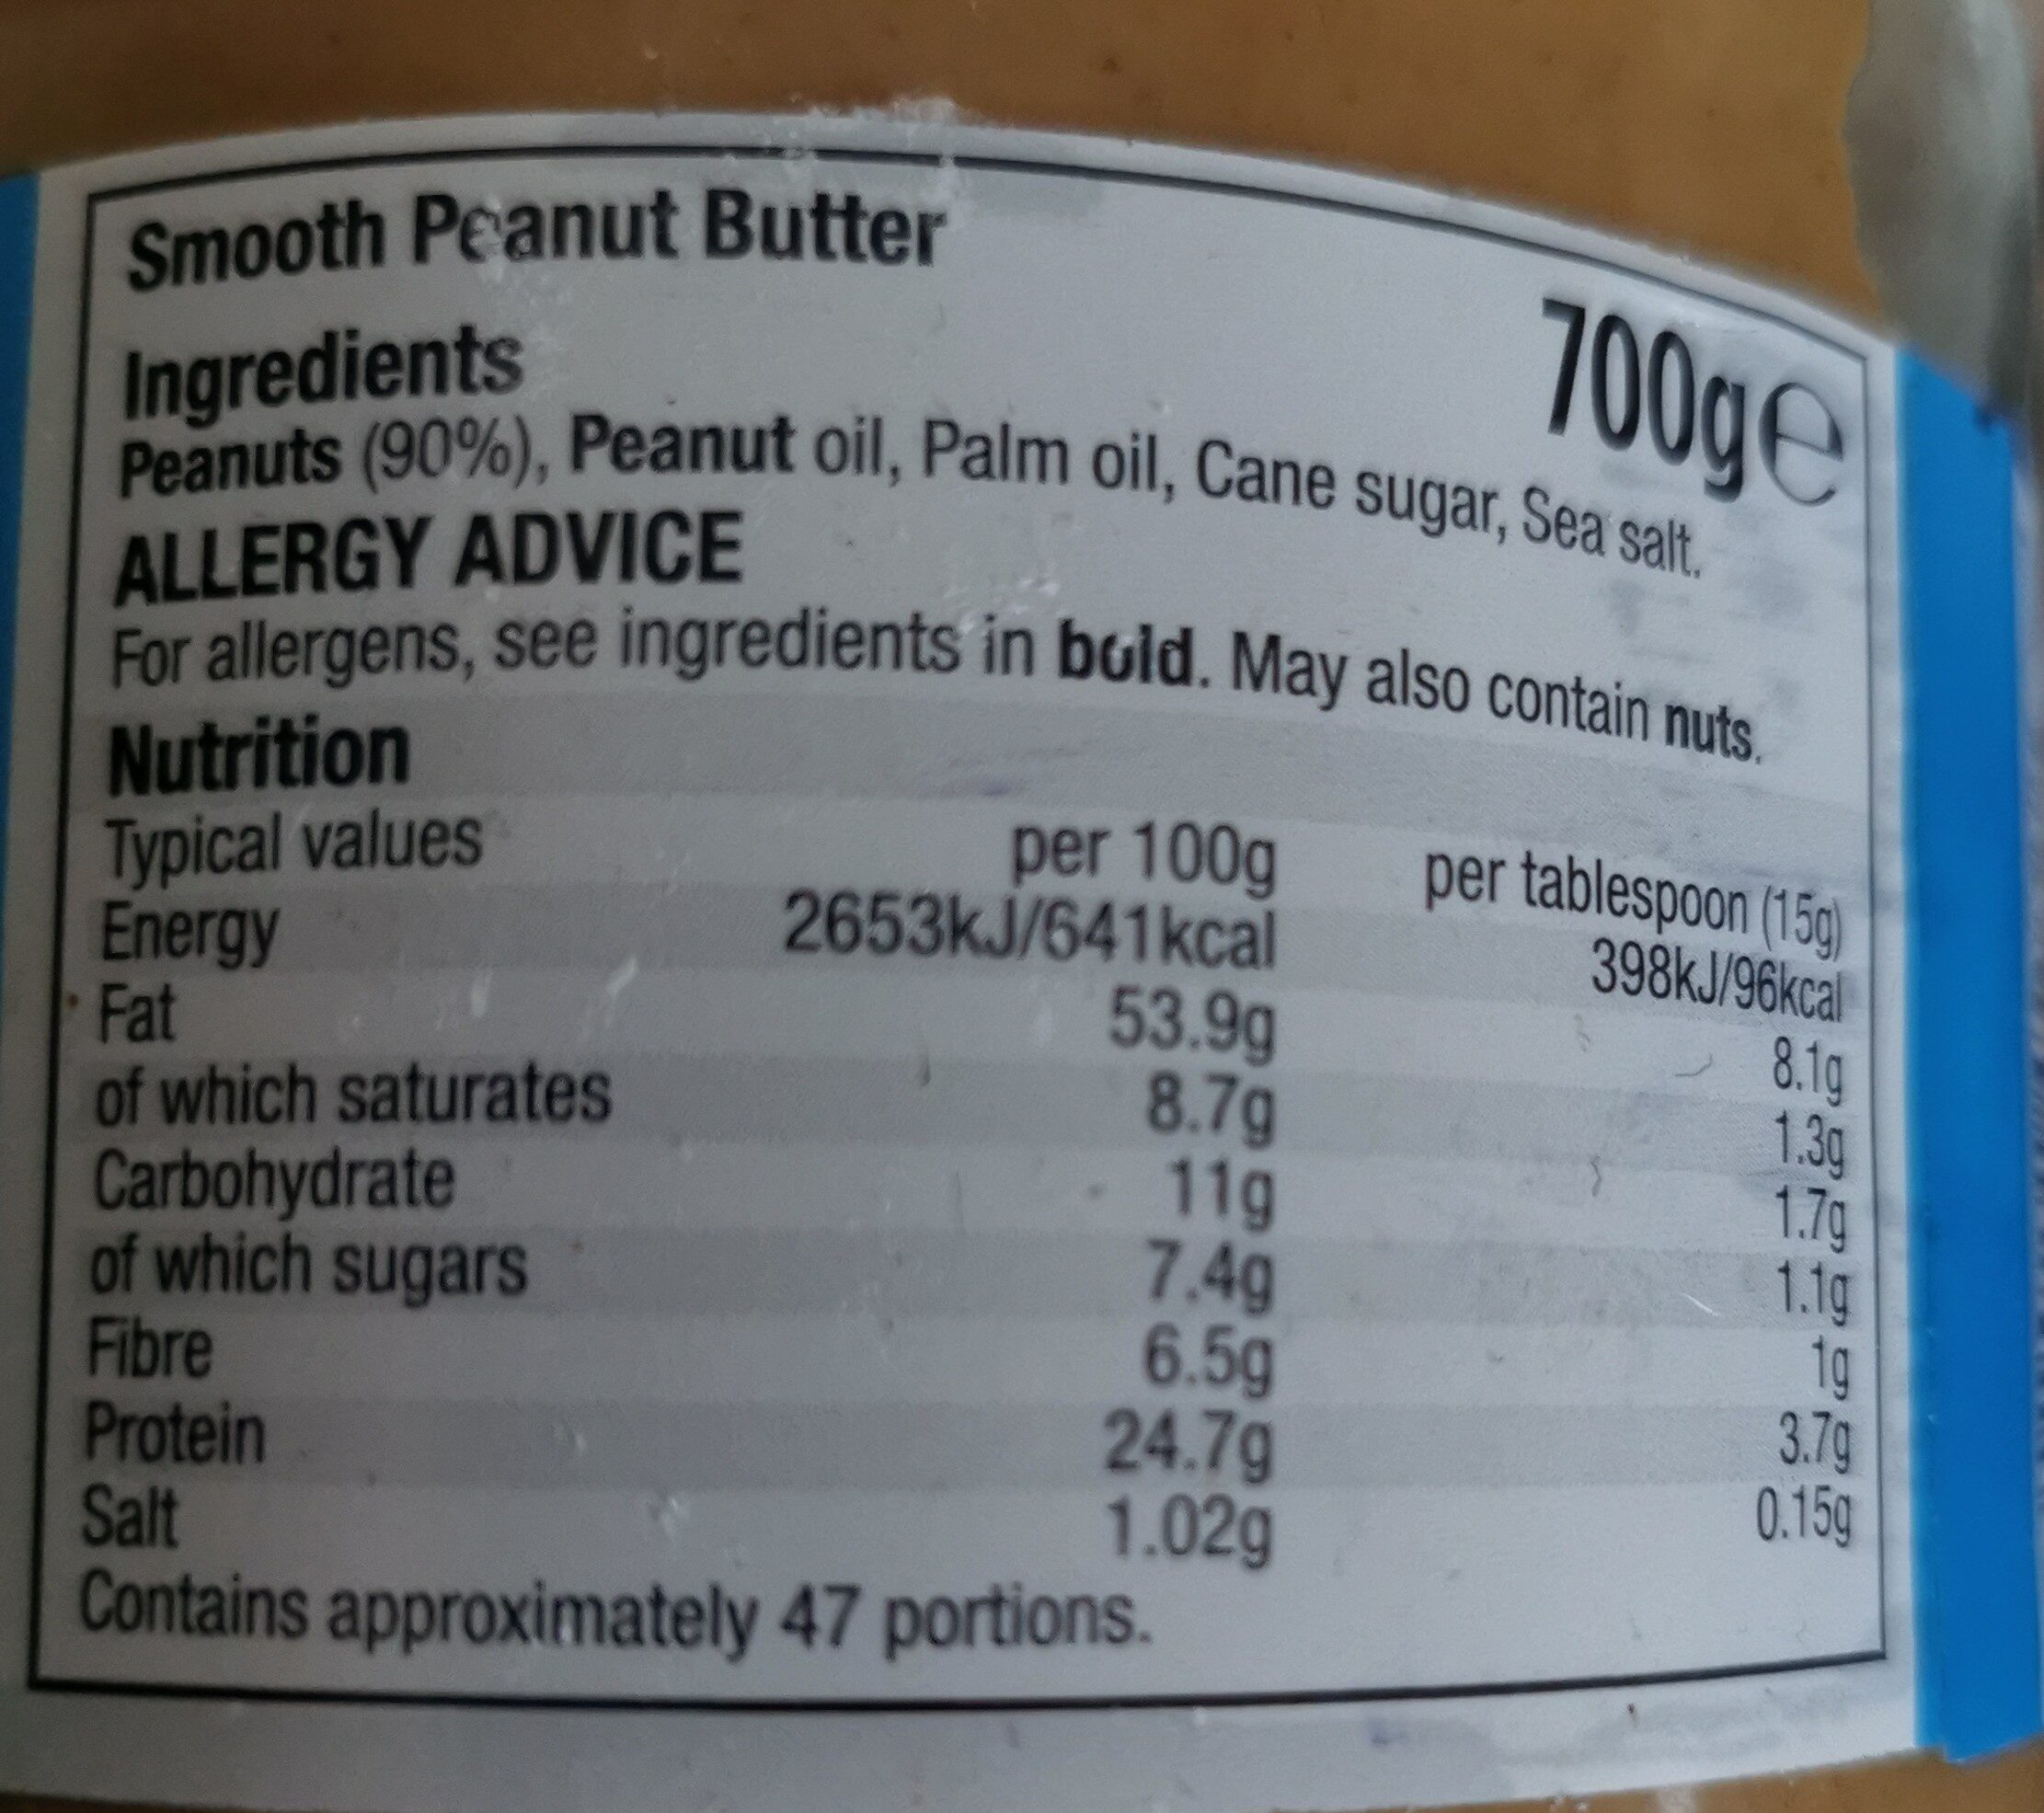 Smooth Peanut Butter
700g℮
Ingredients
Peanuts (90%), Peanut oil, Palm oil, Cane sugar, Sea salt.
ALLERGY ADVICE
For allergens, see ingredients in bold. May also contain nuts.
Nutrition
Typical values per 100g per tablespoon (15g)
Energy 2653kJ/641kcal 398kJ/96kcal
Fat 53.9g 8.1g
of which saturates 8.7g 1.3g
Carbohydrate 11g 1.7g
of which sugars 7.4g 1.1g
Fibre 6.5g 1g
Protein 24.7g 3.7g
Salt 1.02g 0.15g
Contains approximately 47 portions.